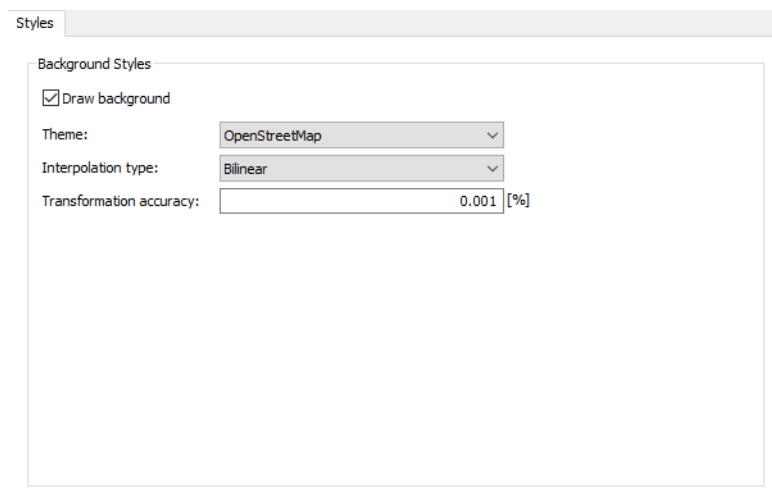 Styles
Background Styles
Draw background
Theme: OpenStreetMap
Interpolation type: Bilinear
Transformation accuracy: 0.001 [%]